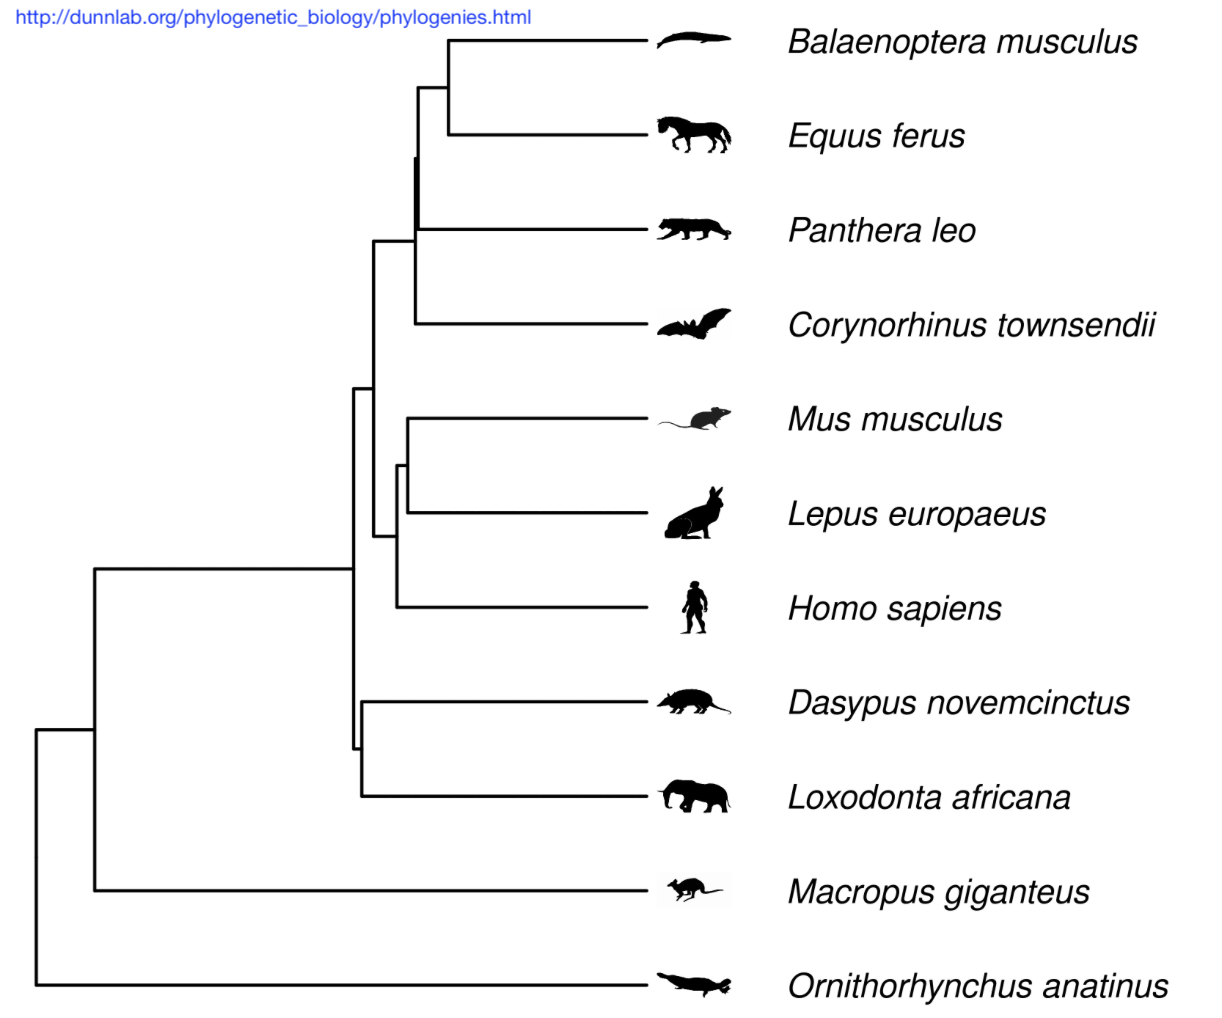 http://dunnlab.org/phylogenetic_biology/phylogenies.html
Balaenoptera musculus
Equus ferus
Panthera leo
Corynorhinus townsendii
Mus musculus
Lepus europaeus
Homo sapiens
Dasypus novemcinctus
Loxodonta africana
Macropus giganteus
Ornithorhynchus anatinus